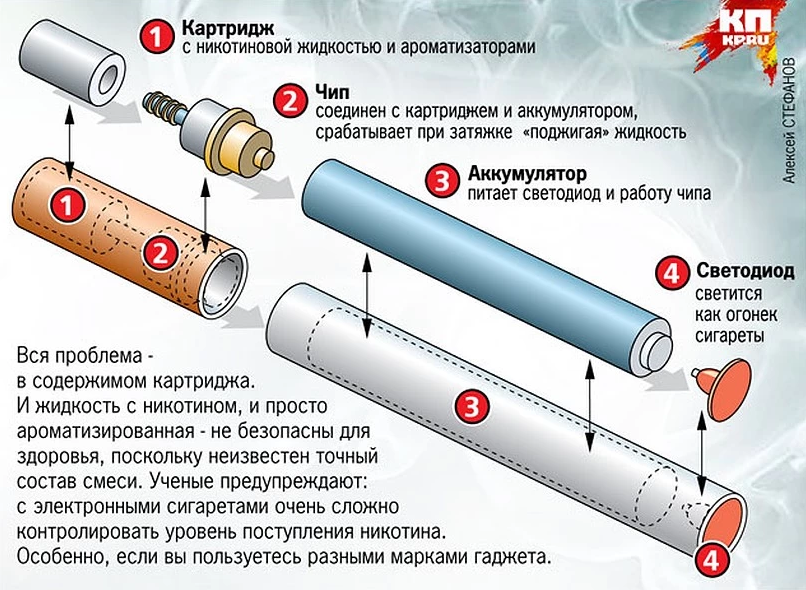 КП
KP.RU
Алексей СТЕФАНОВ
1 Картридж
с никотиновой жидкостью и ароматизаторами
2 Чип
соединен с картриджем и аккумулятором,
срабатывает при затяжке «поджигая» жидкость
3 Аккумулятор
питает светодиод и работу чипа
4 Светодиод
светится
как огонек
сигареты
1
2
3
4
Вся проблема -
в содержимом картриджа.
И жидкость с никотином, и просто
ароматизированная - не безопасны для
здоровья, поскольку неизвестен точный
состав смеси. Ученые предупреждают:
с электронными сигаретами очень сложно
контролировать уровень поступления никотина.
Особенно, если вы пользуетесь разными марками гаджета.